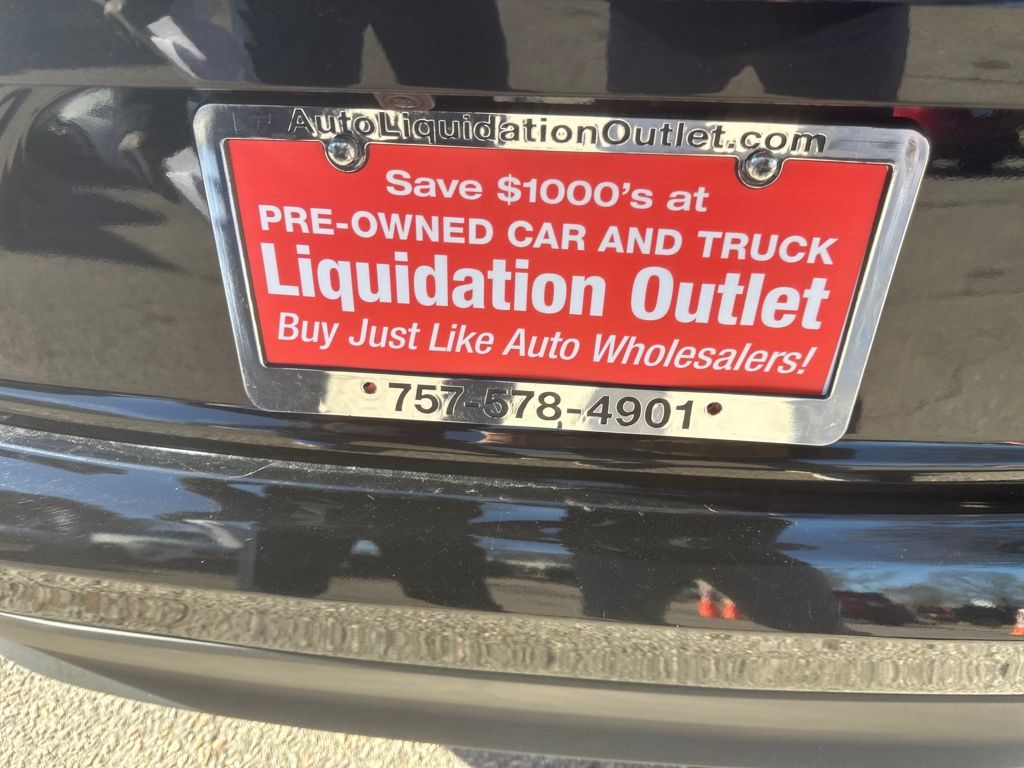 AutoLiquidationOutlet.com
Save $1000's at
PRE-OWNED CAR AND TRUCK
Liquidation Outlet
Buy Just Like Auto Wholesalers!
757-578-4901